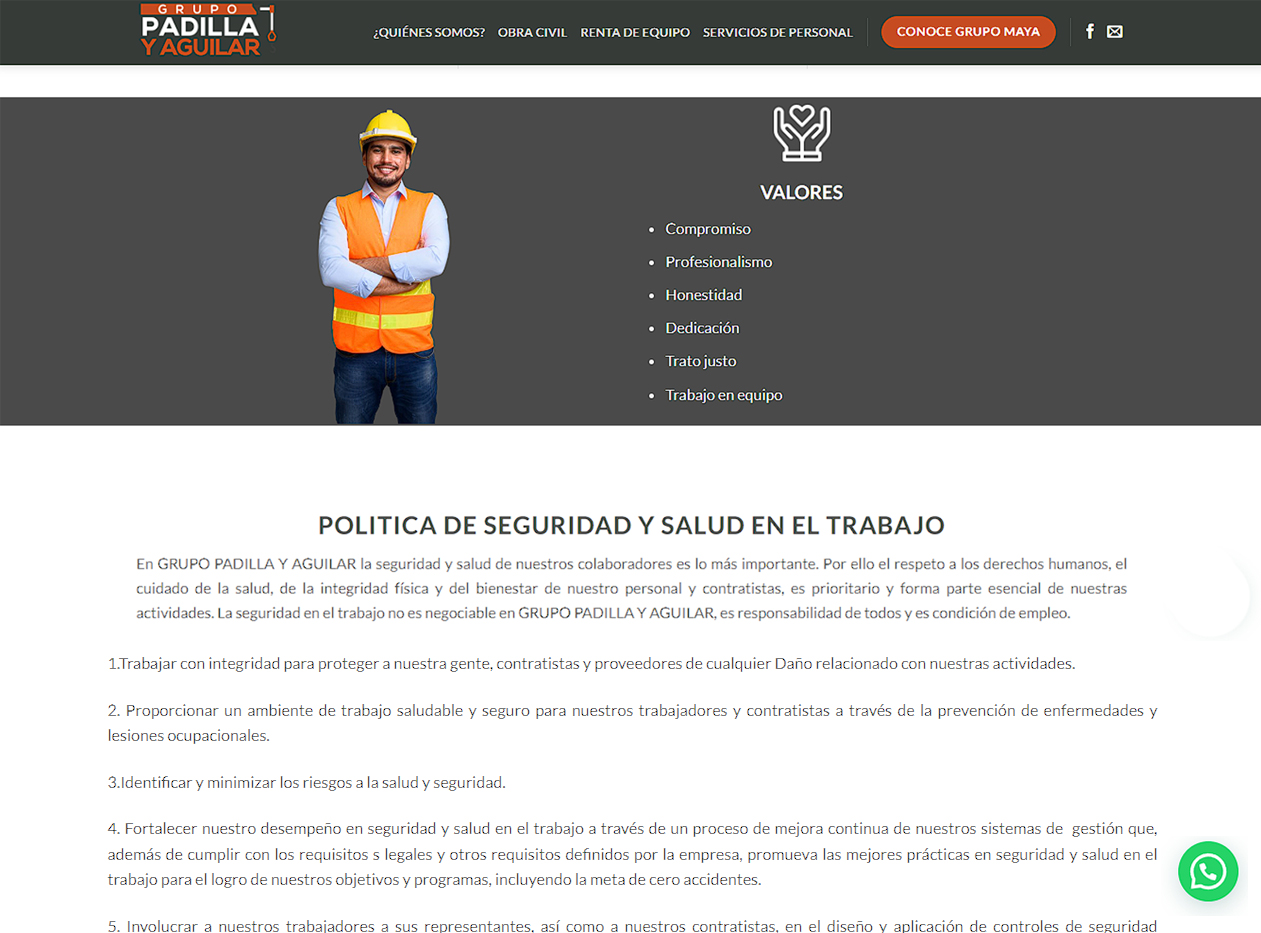 GRUPO
PADILLA
Y AGUILAR
¿QUIÉNES SOMOS? OBRA CIVIL RENTA DE EQUIPO SERVICIOS DE PERSONAL CONOCE GRUPO MAYA
VALORES
• Compromiso
• Profesionalismo
• Honestidad
• Dedicación
• Trato justo
• Trabajo en equipo
POLITICA DE SEGURIDAD Y SALUD EN EL TRABAJO
En GRUPO PADILLA Y AGUILAR la seguridad y salud de nuestros colaboradores es lo más importante. Por ello el respeto a los derechos humanos, el
cuidado de la salud, de la integridad física y del bienestar de nuestro personal y contratistas, es prioritario y forma parte esencial de nuestras
actividades. La seguridad en el trabajo no es negociable en GRUPO PADILLA Y AGUILAR, es responsabilidad de todos y es condición de empleo.
1.Trabajar con integridad para proteger a nuestra gente, contratistas y proveedores de cualquier Daño relacionado con nuestras actividades.
2. Proporcionar un ambiente de trabajo saludable y seguro para nuestros trabajadores y contratistas a través de la prevención de enfermedades y
lesiones ocupacionales.
3.Identificar y minimizar los riesgos a la salud y seguridad.
4. Fortalecer nuestro desempeño en seguridad y salud en el trabajo a través de un proceso de mejora continua de nuestros sistemas de gestión que,
además de cumplir con los requisitos s legales y otros requisitos definidos por la empresa, promueva las mejores prácticas en seguridad y salud en el
trabajo para el logro de nuestros objetivos y programas, incluyendo la meta de cero accidentes.
5. Involucrar a nuestros trabajadores a sus representantes, así como a nuestros contratistas, en el diseño y aplicación de controles de seguridad